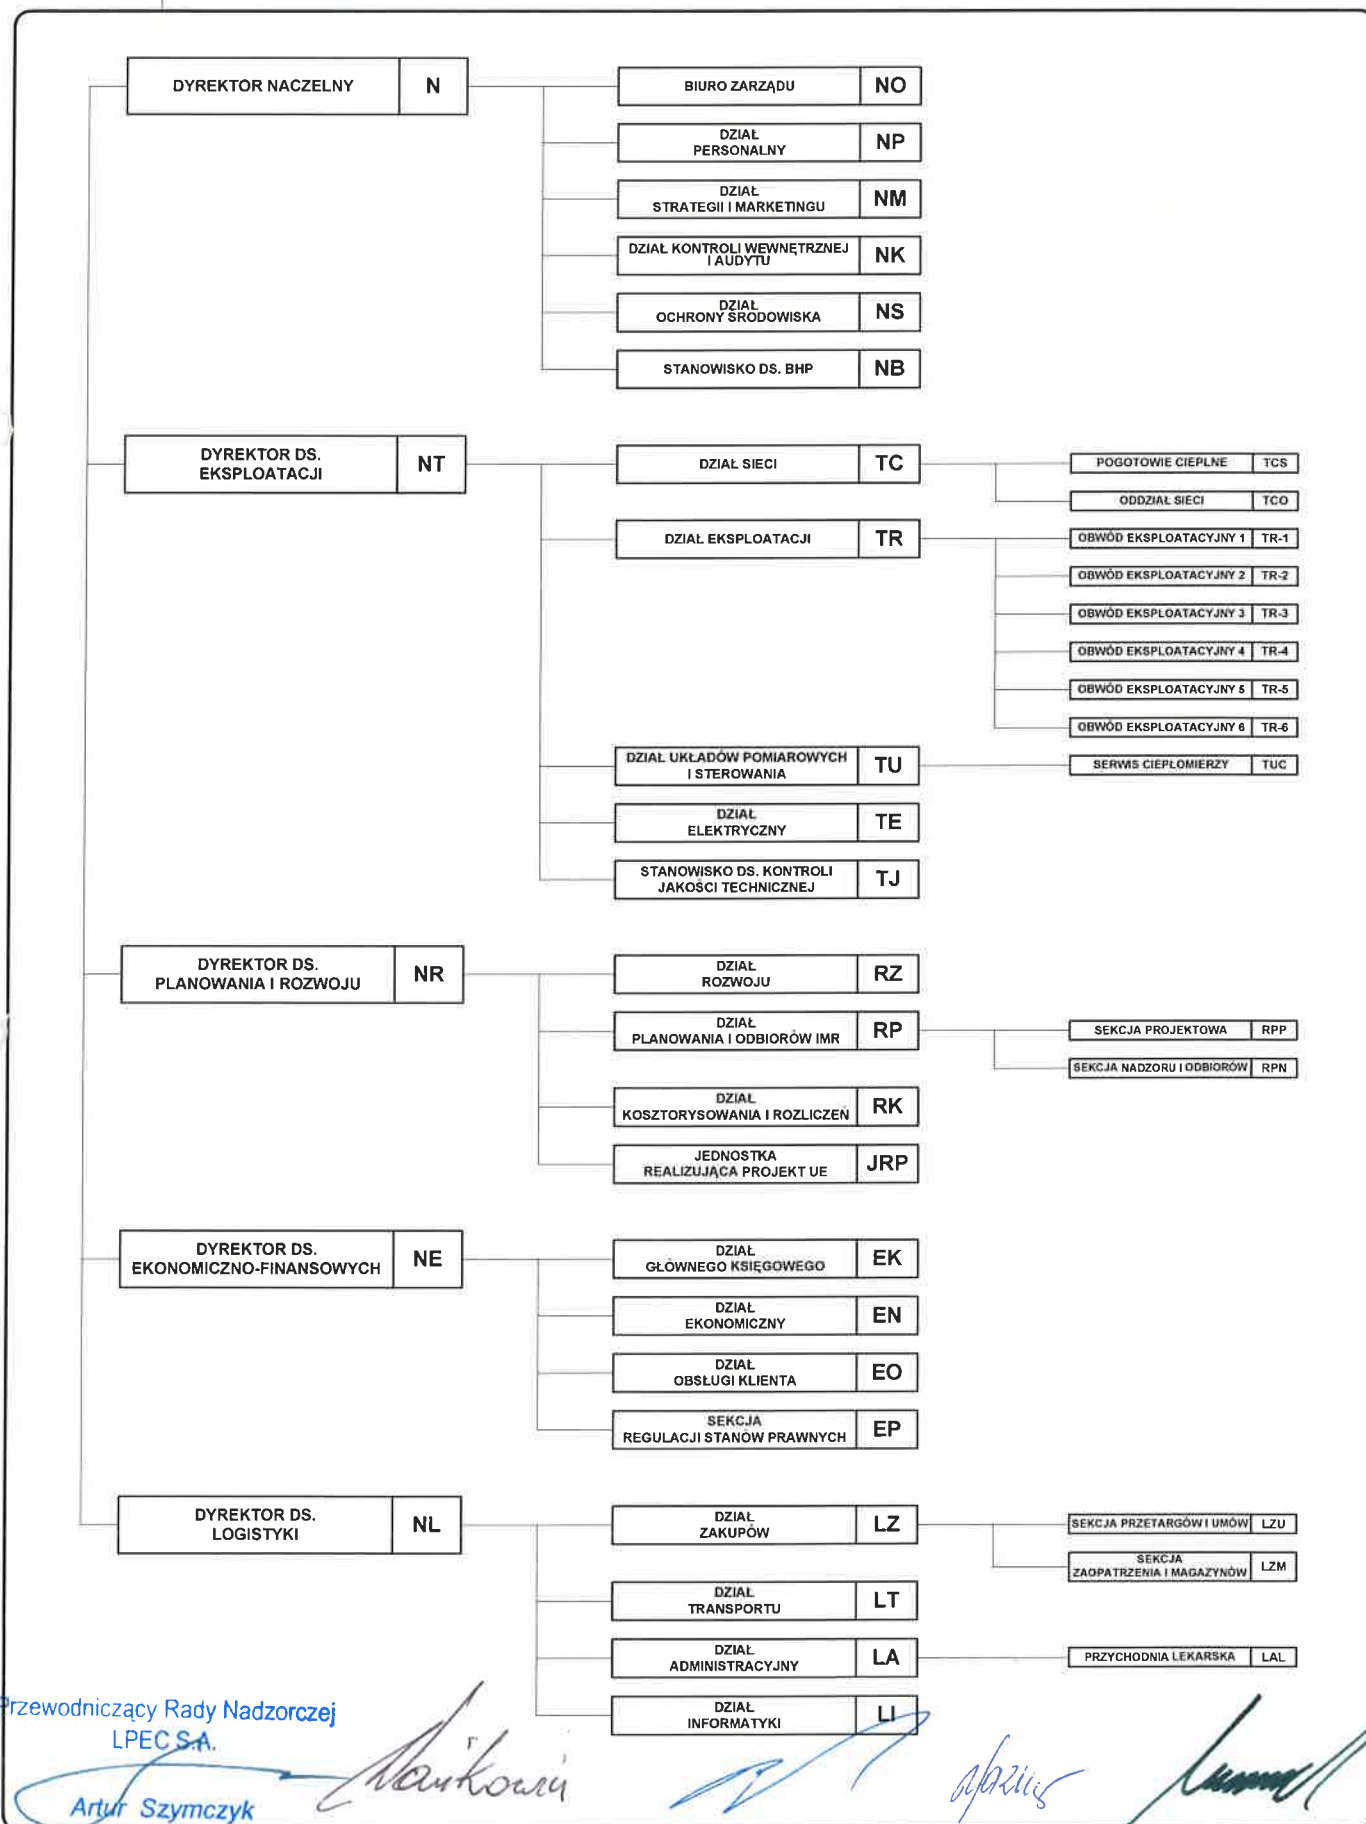 DYREKTOR NACZELNY N
BIURO ZARZĄDU NO
DZIAŁ
PERSONALNY NP
DZIAŁ
STRATEGII I MARKETINGU NM
DZIAŁ KONTROLI WEWNĘTRZNEJ
I AUDYTU NK
DZIAŁ
OCHRONY ŚRODOWISKA NS
STANOWISKO DS. BHP NB
DYREKTOR DS.
EKSPLOATACJI NT
DZIAŁ SIECI TC
POGOTOWIE CIEPLNE TCS
ODDZIAŁ SIECI TCO
DZIAŁ EKSPLOATACJI TR
OBWÓD EKSPLOATACYJNY 1 TR-1
OBWÓD EKSPLOATACYJNY 2 TR-2
OBWÓD EKSPLOATACYJNY 3 TR-3
OBWÓD EKSPLOATACYJNY 4 TR-4
OBWÓD EKSPLOATACYJNY 5 TR-5
OBWÓD EKSPLOATACYJNY 6 TR-6
DZIAŁ UKŁADÓW POMIAROWYCH
I STEROWANIA TU
SERWIS CIEPŁOMIERZY TUC
DZIAŁ
ELEKTRYCZNY TE
STANOWISKO DS. KONTROLI
JAKOŚCI TECHNICZNEJ TJ
DYREKTOR DS.
PLANOWANIA I ROZWOJU NR
DZIAŁ
ROZWOJU RZ
DZIAŁ
PLANOWANIA I ODBIORÓW IMR RP
SEKCJA PROJEKTOWA RPP
SEKCJA NADZORU I ODBIORÓW RPN
DZIAŁ
KOSZTORYSOWANIA I ROZLICZEŃ RK
JEDNOSTKA
REALIZUJĄCA PROJEKT UE JRP
DYREKTOR DS.
EKONOMICZNO-FINANSOWYCH NE
DZIAŁ
GŁÓWNEGO KSIĘGOWEGO EK
DZIAŁ
EKONOMICZNY EN
DZIAŁ
OBSŁUGI KLIENTA EO
SEKCJA
REGULACJI STANÓW PRAWNYCH EP
DYREKTOR DS.
LOGISTYKI NL
DZIAŁ
ZAKUPÓW LZ
SEKCJA PRZETARGÓW I UMÓW LZU
SEKCJA
ZAOPATRZENIA I MAGAZYNÓW LZM
DZIAŁ
TRANSPORTU LT
DZIAŁ
ADMINISTRACYJNY LA
PRZYCHODNIA LEKARSKA LAL
DZIAŁ
INFORMATYKI LI
Przewodniczący Rady Nadzorczej
LPEC S.A.
Artur Szymczyk